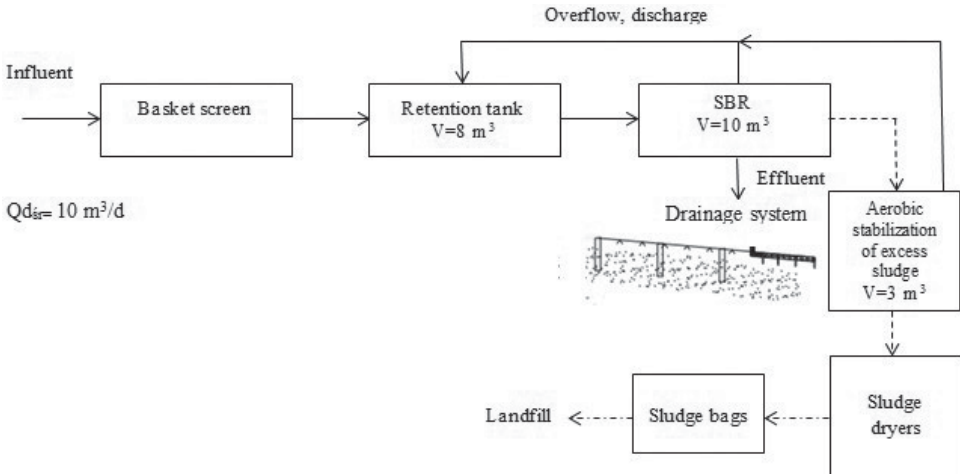 Overflow, discharge
Influent
Basket screen
Retention tank
V=8 m³
SBR
V=10 m³
Effluent
Qdśr= 10 m³/d
Drainage system
Aerobic
stabilization
of excess
sludge
V=3 m³
Landfill
Sludge bags
Sludge
dryers